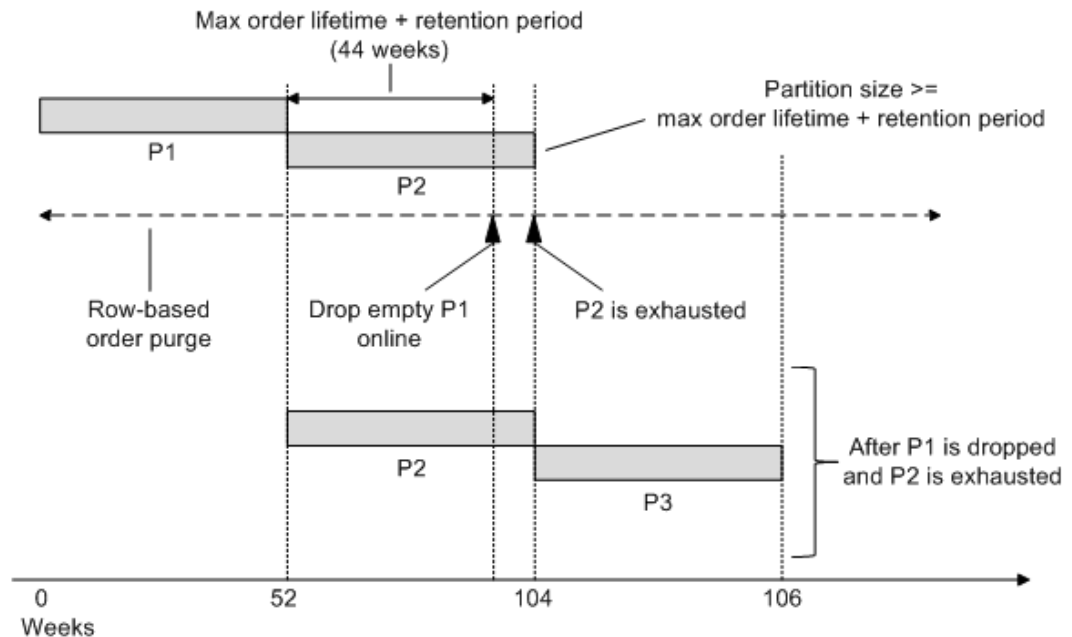 Max order lifetime + retention period
(44 weeks)
Partition size >=
max order lifetime + retention period
P1
P2
Row-based
order purge
Drop empty P1
online
P2 is exhausted
P2
P3
After P1 is dropped
and P2 is exhausted
0
52
104
106
Weeks